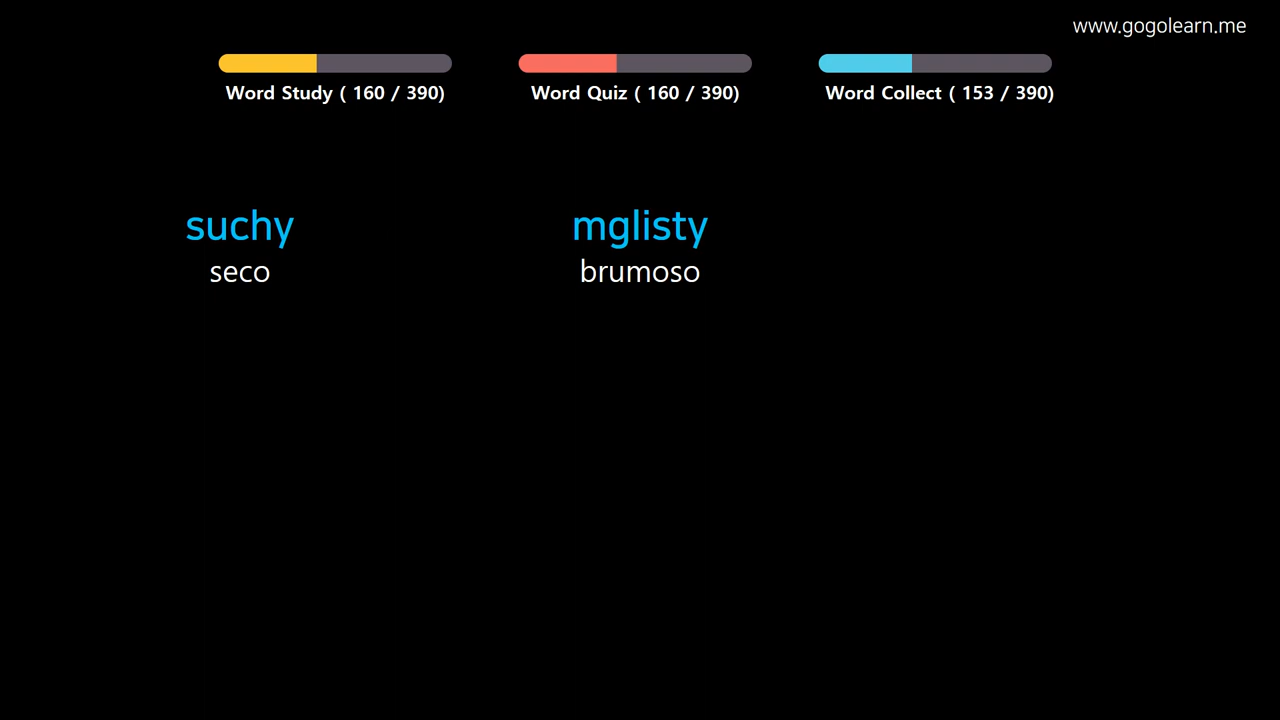 www.gogolearn.me
Word Study ( 160 / 390)
Word Quiz ( 160 / 390)
Word Collect ( 153 / 390)
suchy
seco
mglisty
brumoso